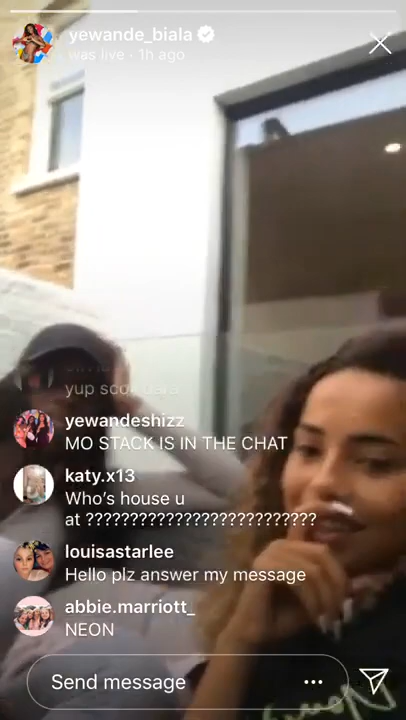 yewande_biala
was live · 1h ago
yup
yewandeshizz
MO STACK IS IN THE CHAT
katy.x13
Who's house u
at ??????????????????????????
louisastarlee
Hello plz answer my message
abbie.marriott_
NEON
Send message